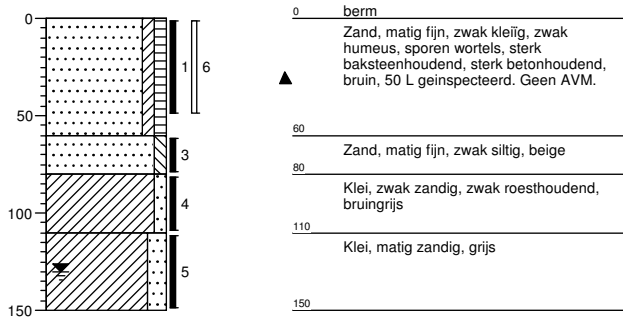 0
50
100
150
1
6
3
4
5
0 berm
Zand, matig fijn, zwak kleiïg, zwak
humeus, sporen wortels, sterk
baksteenhoudend, sterk betonhoudend,
bruin, 50 L geinspecteerd. Geen AVM.
60
Zand, matig fijn, zwak siltig, beige
80
Klei, zwak zandig, zwak roesthoudend,
bruingrijs
110
Klei, matig zandig, grijs
150